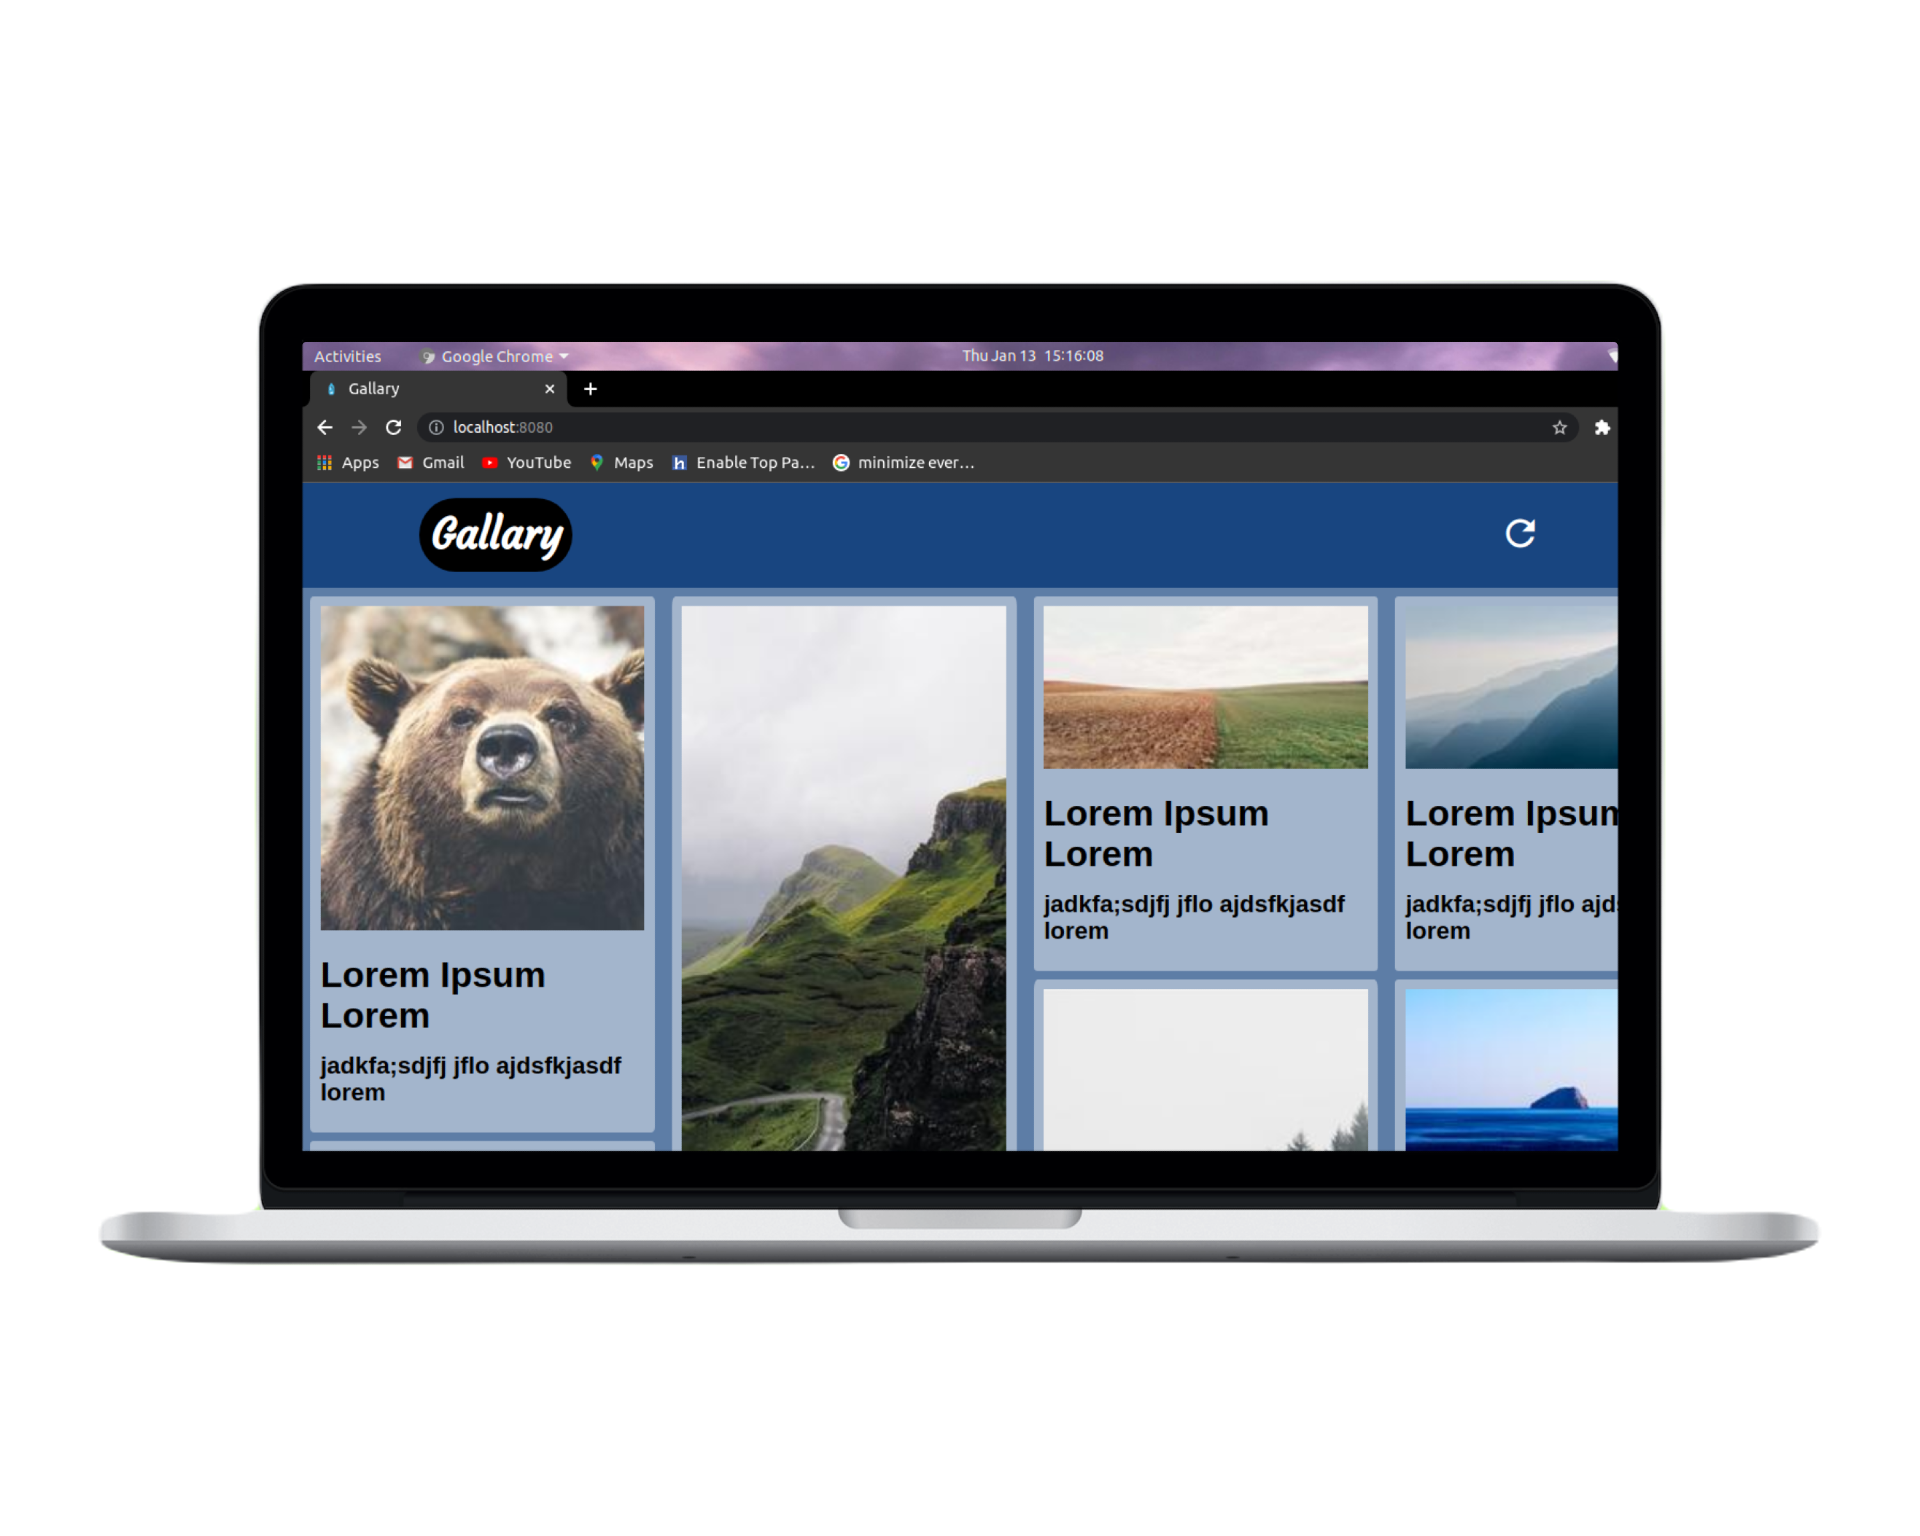 Activities Google Chrome Thu Jan 13 15:16:08
Gallary
localhost:8080
Apps Gmail YouTube Maps Enable Top Pa... minimize ever...
Gallary
Lorem Ipsum
Lorem
jadkfa;sdjfj jflo ajdsfkjasdf
lorem
Lorem Ipsum
Lorem
jadkfa;sdjfj jflo ajdsfkjasdf
lorem
Lorem Ipsum
Lorem
jadkfa;sdjfj jflo ajds
lorem